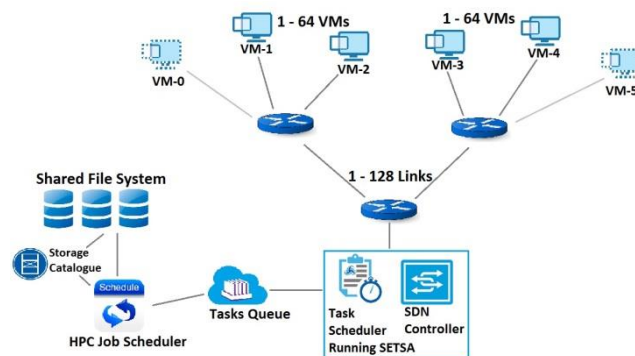 1 - 64 VMs
1 - 64 VMs
VM-0
VM-1
VM-2
VM-3
VM-4
VM-5
1 - 128 Links
Shared File System
Storage
Catalogue
Schedule
HPC Job Scheduler
Tasks Queue
Task
Scheduler
Running SETSA
SDN
Controller